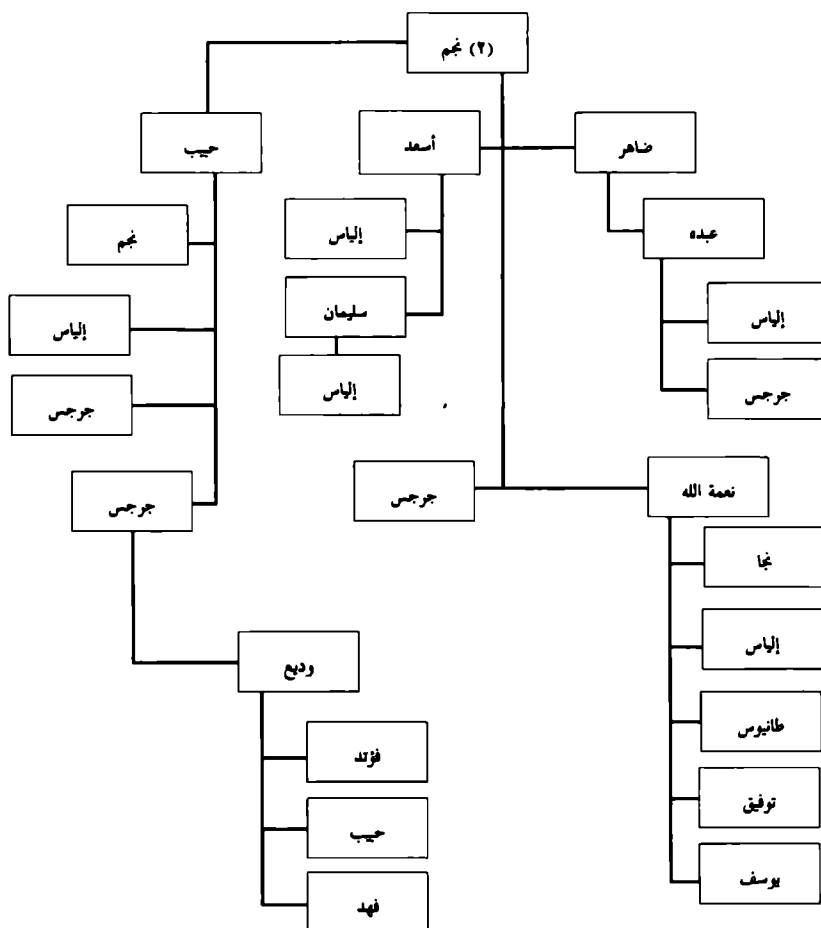 (٢) نجم
ضاهر
أسعد
حبيب
عبده
إلياس
نجم
إلياس
سليمان
إلياس
إلياس
جرجس
جرجس
إلياس
نعمة الله
جرجس
جرجس
نجا
إلياس
وديع
طانيوس
فؤتد
توفيق
حبيب
يوسف
فهد